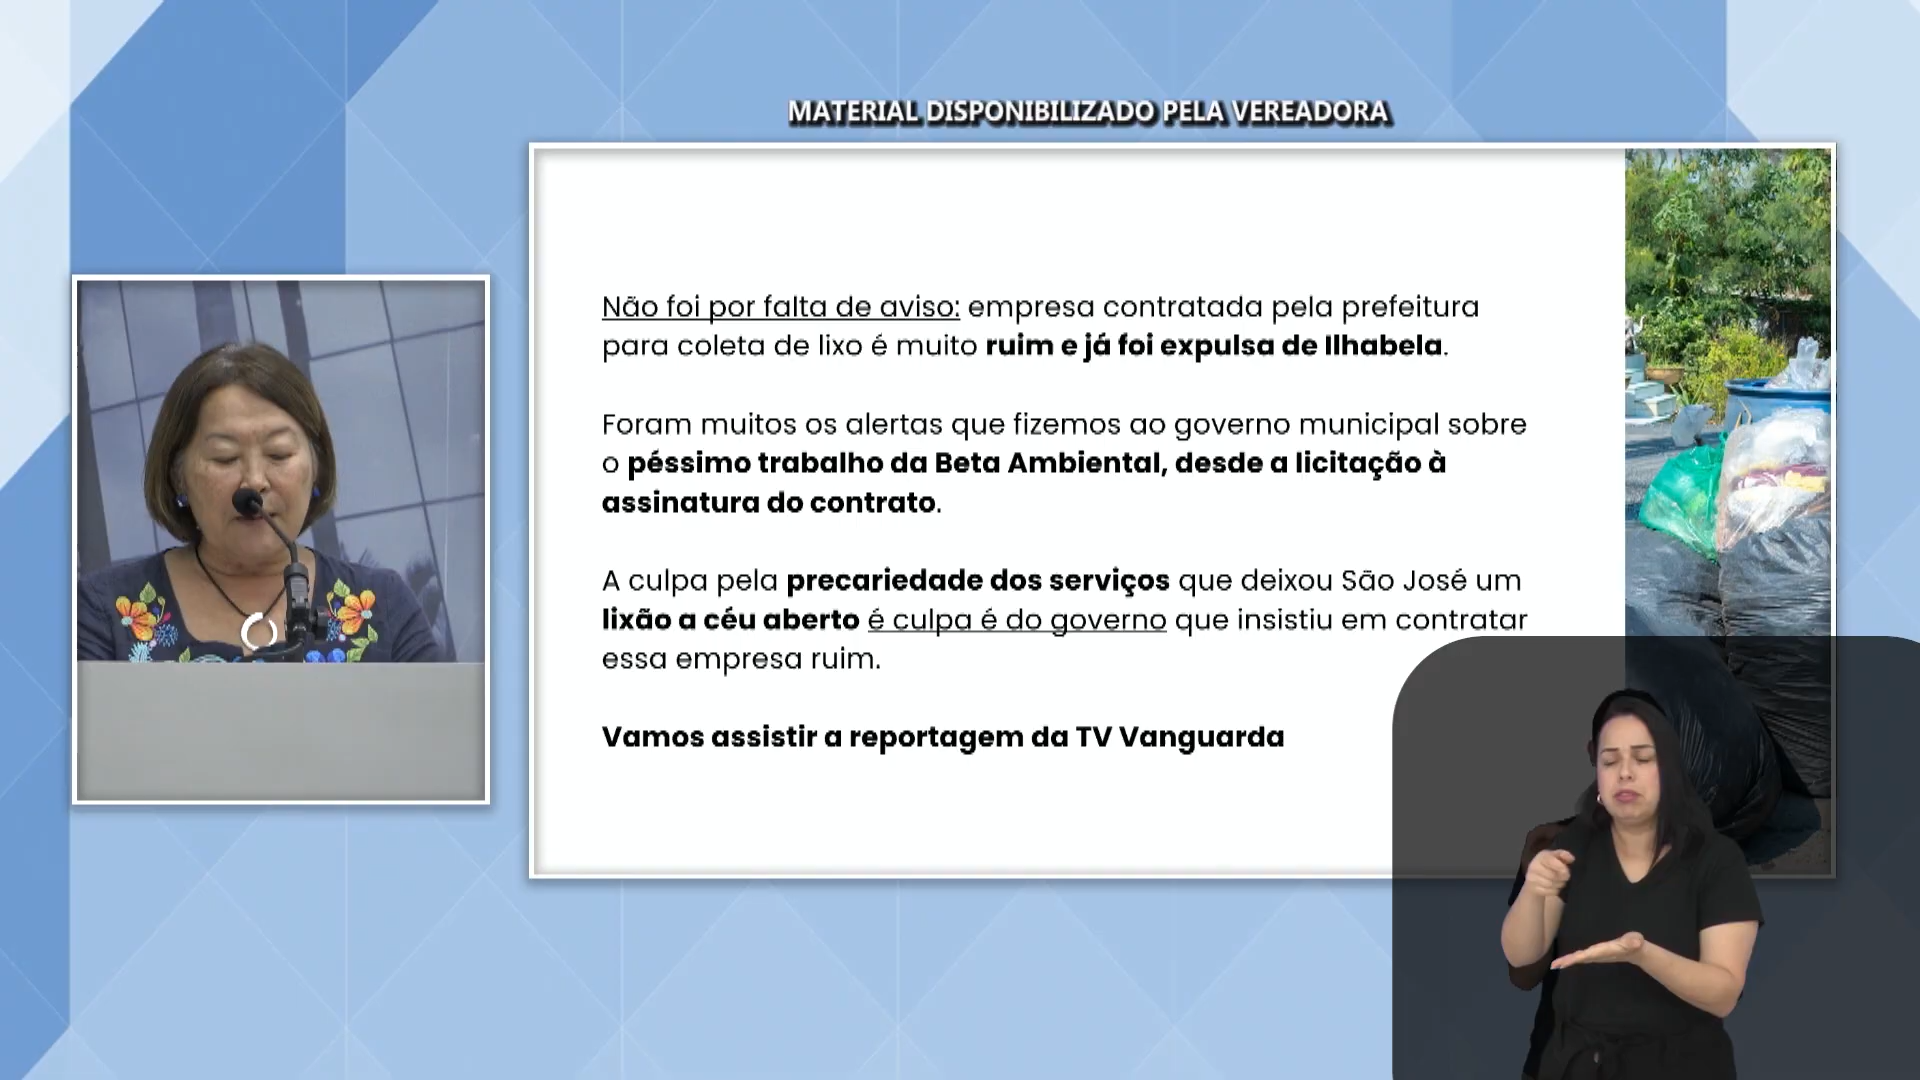 MATERIAL DISPONIBILIZADO PELA VEREADORA
Não foi por falta de aviso: empresa contratada pela prefeitura
para coleta de lixo é muito ruim e já foi expulsa de Ilhabela.
Foram muitos os alertas que fizemos ao governo municipal sobre
o péssimo trabalho da Beta Ambiental, desde a licitação à
assinatura do contrato.
A culpa pela precariedade dos serviços que deixou São José um
lixão a céu aberto é culpa é do governo que insistiu em contratar
essa empresa ruim.
Vamos assistir a reportagem da TV Vanguarda